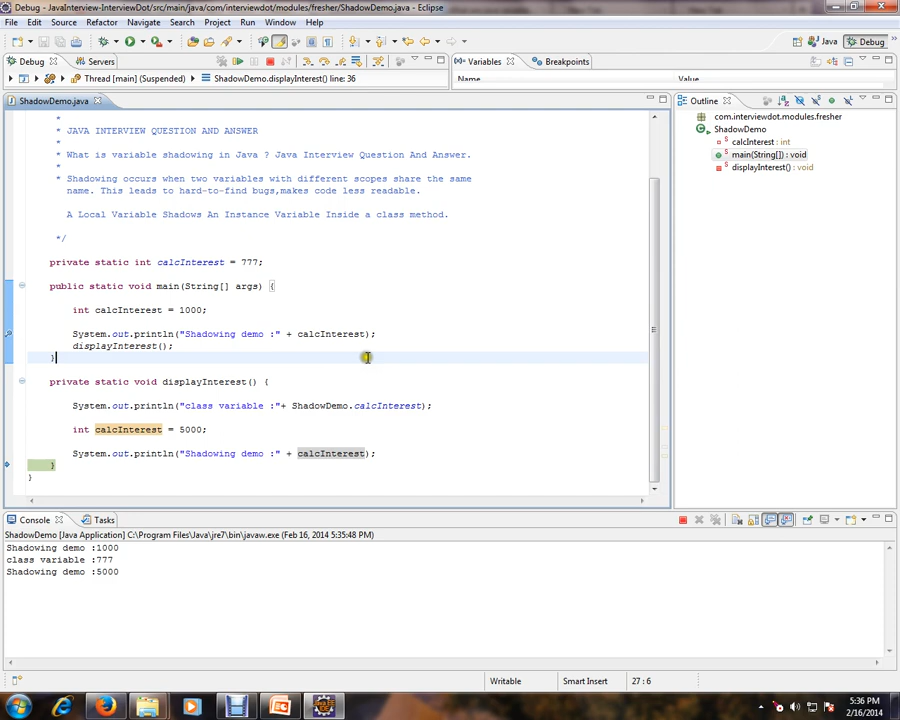 Debug - JavaInterview-InterviewDot/src/main/java/com/interviewdot/modules/fresher/ShadowDemo.java - Eclipse
File Edit Source Refactor Navigate Search Project Run Window Help
Java Debug
Debug Servers
Thread [main] (Suspended) ShadowDemo.displayInterest() line: 36
Variables Breakpoints
Name Value
ShadowDemo.java
*
* JAVA INTERVIEW QUESTION AND ANSWER
*
* What is variable shadowing in Java ? Java Interview Question And Answer.
*
* Shadowing occurs when two variables with different scopes share the same
name. This leads to hard-to-find bugs,makes code less readable.
A Local Variable Shadows An Instance Variable Inside a class method.
*/
private static int calcInterest = 777;
public static void main(String[] args) {
int calcInterest = 1000;
System.out.println("Shadowing demo :" + calcInterest);
displayInterest();
}
private static void displayInterest() {
System.out.println("class variable :"+ ShadowDemo.calcInterest);
int calcInterest = 5000;
System.out.println("Shadowing demo :" + calcInterest);
}
}
Outline
com.interviewdot.modules.fresher
ShadowDemo
calcInterest : int
main(String[]) : void
displayInterest() : void
Console Tasks
ShadowDemo [Java Application] C:\Program Files\Java\jre7\bin\javaw.exe (Feb 16, 2014 5:35:48 PM)
Shadowing demo :1000
class variable :777
Shadowing demo :5000
Writable Smart Insert 27 : 6
5:36 PM
2/16/2014